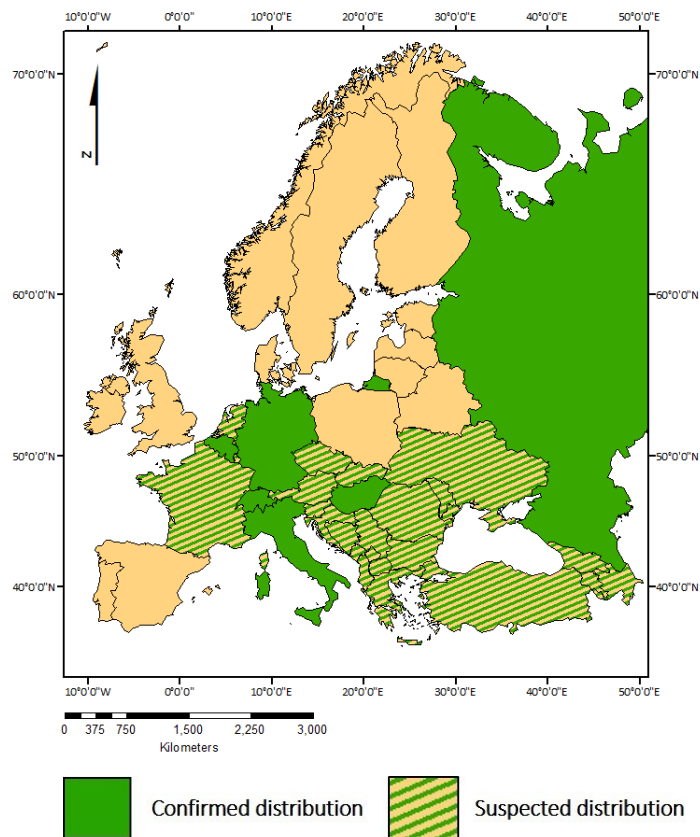 10°0'0"W 0°0'0" 10°0'0"E 20°0'0"E 30°0'0"E 40°0'0"E 50°0'0"E
70°0'0"N 70°0'0"N
N
60°0'0"N 60°0'0"N
50°0'0"N 50°0'0"N
40°0'0"N 40°0'0"N
10°0'0"W 0°0'0" 10°0'0"E 20°0'0"E 30°0'0"E 40°0'0"E 50°0'0"E
0 375 750 1,500 2,250 3,000
Kilometers
Confirmed distribution Suspected distribution